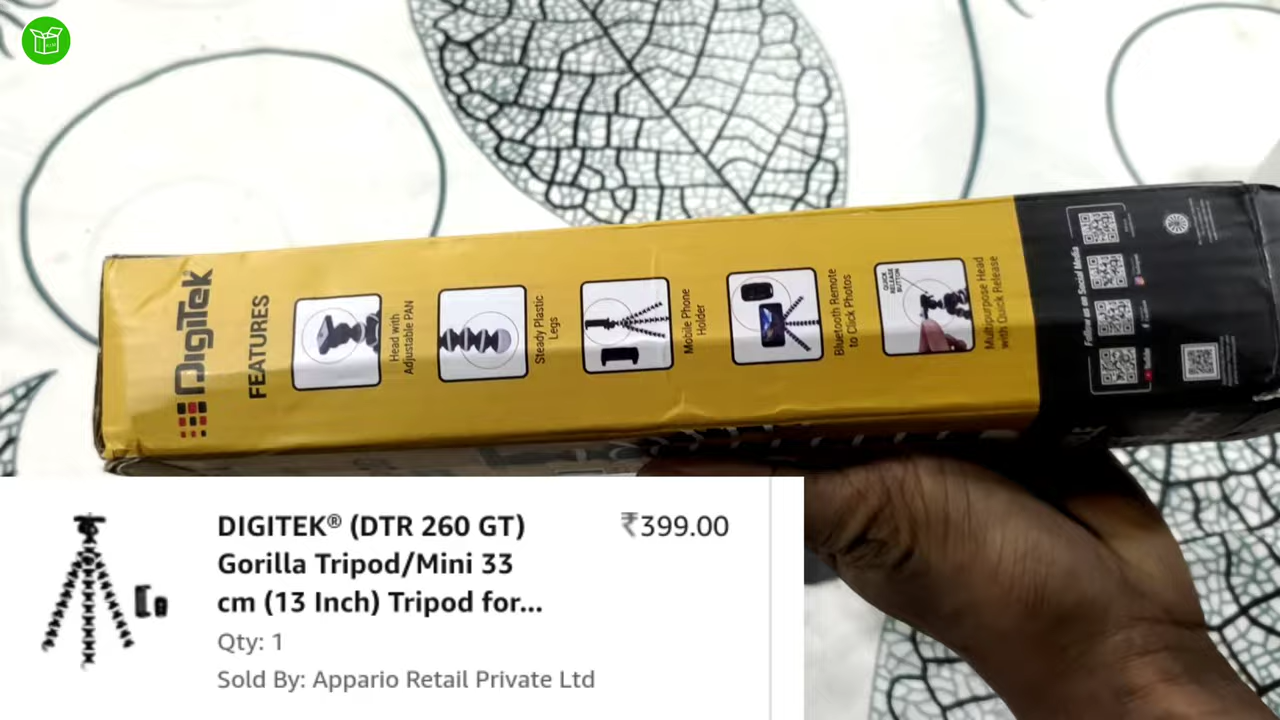 DIGITEK
FEATURES
Head with
Adjustable PAN
Steady Plastic
Legs
Mobile Phone
Holder
Bluetooth Remote
to Click Photos
QUICK
RELEASE
BUTTON
Multipurpose Head
with Quick Release
Follow us on Social Media
DIGITEK® (DTR 260 GT)
Gorilla Tripod/Mini 33
cm (13 Inch) Tripod for...
Qty: 1
Sold By: Appario Retail Private Ltd
₹399.00